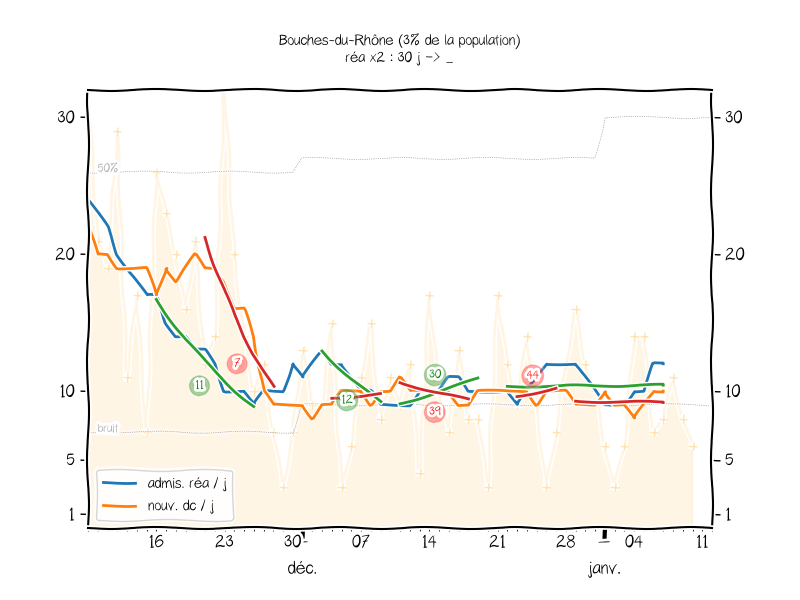 Bouches-du-Rhône (3% de la population)
réa x2 : 30 j -> _
30 30
50%
20 20
7
11
30
44
12
39
10 10
bruit
5 5
admis. réa / j
nouv. dc / j
1 1
16 23 30 07 14 21 28 04 11
déc. janv.